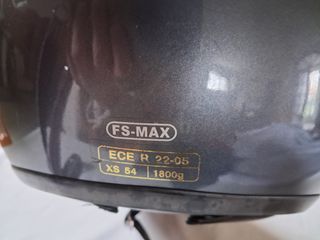 FS-MAX
ECE R 22-05
XS 54 1800g